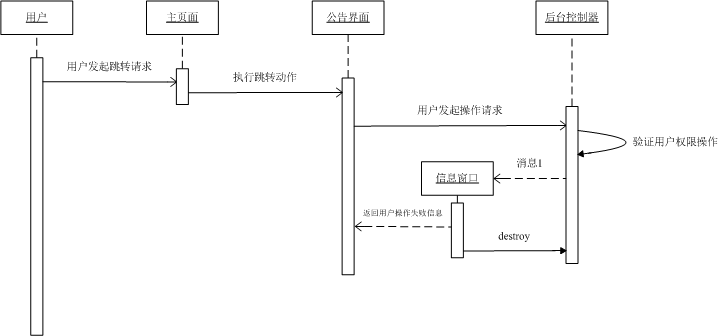 用户
主页面
公告界面
后台控制器
用户发起跳转请求
执行跳转动作
用户发起操作请求
验证用户权限操作
消息1
信息窗口
返回用户操作失败信息
destroy